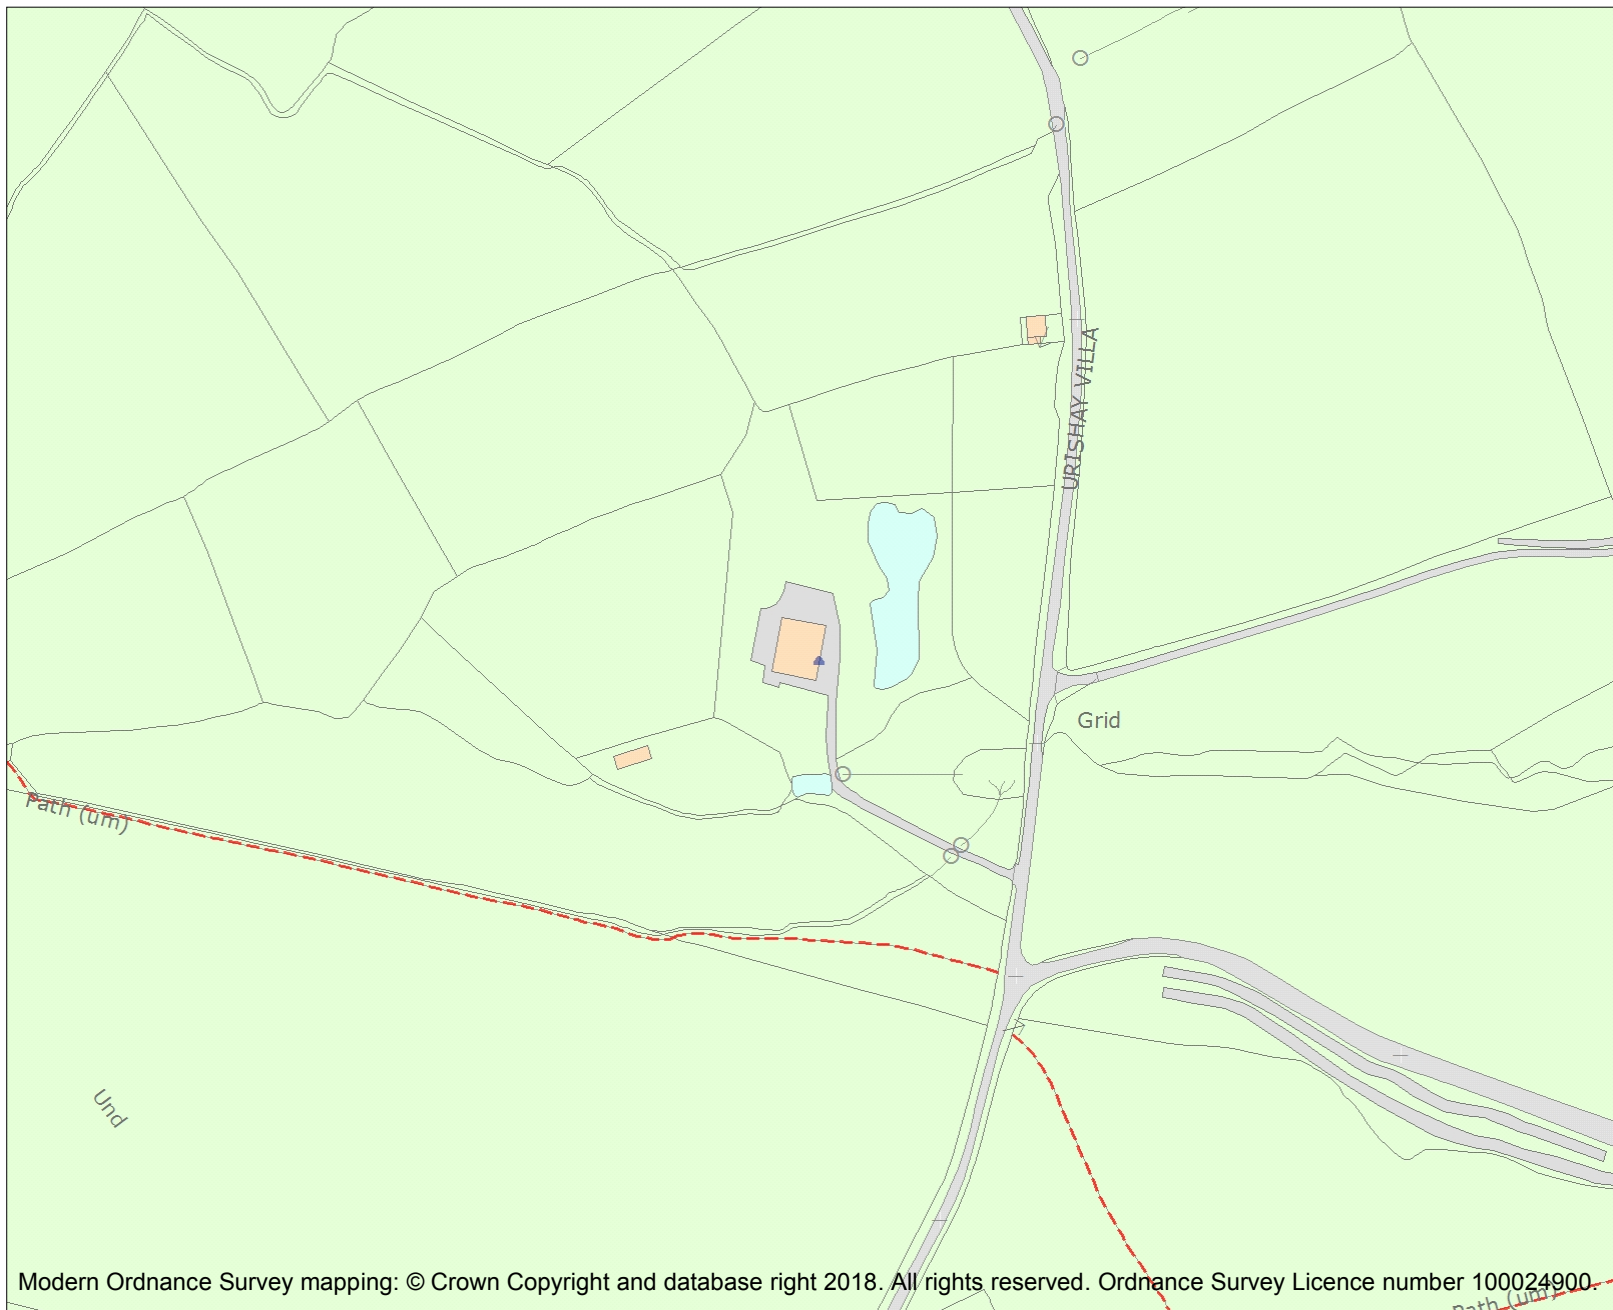 URISHAY VILLA
Grid
Path (um)
Und
Modern Ordnance Survey mapping: © Crown Copyright and database right 2018. All rights reserved. Ordnance Survey Licence number 100024900.
Path (um)